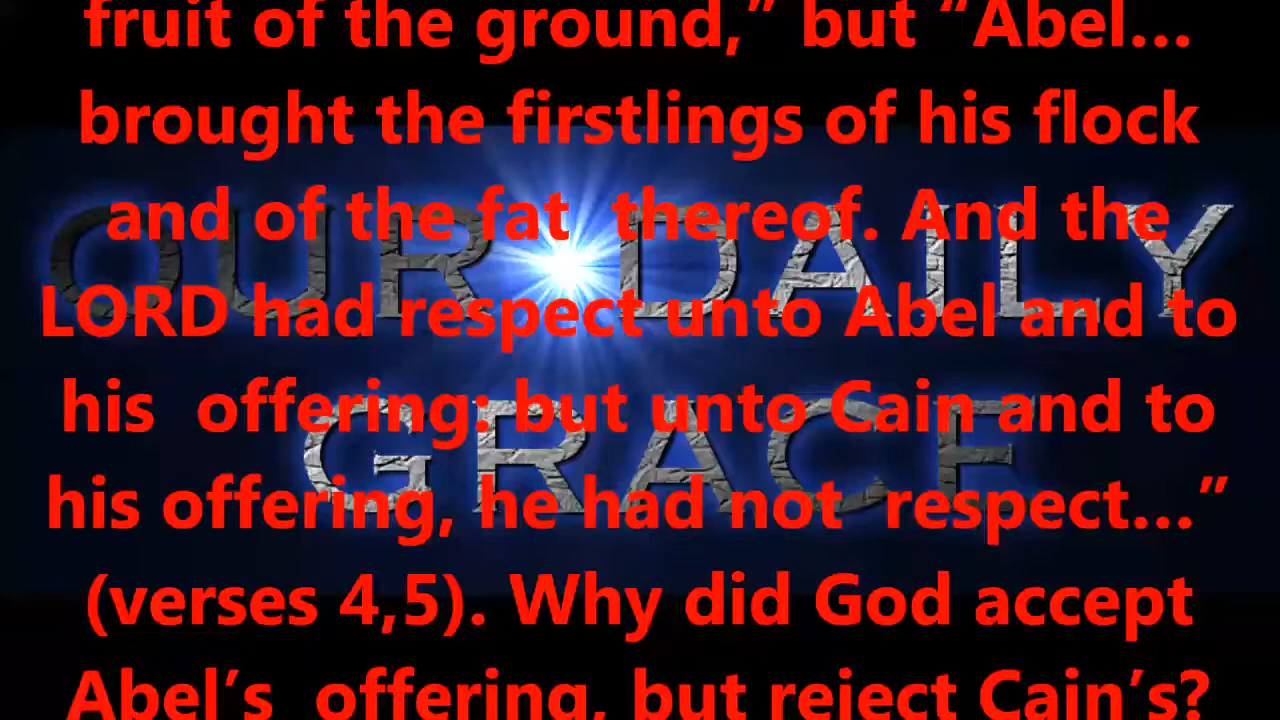 fruit of the ground,” but “Abel…
brought the firstlings of his flock
and of the fat  thereof. And the
LORD had respect unto Abel and to
his  offering: but unto Cain and to
his offering, he had not  respect…”
(verses 4,5). Why did God accept
Abel’s  offering, but reject Cain’s?
OUR DAILY
GRACE